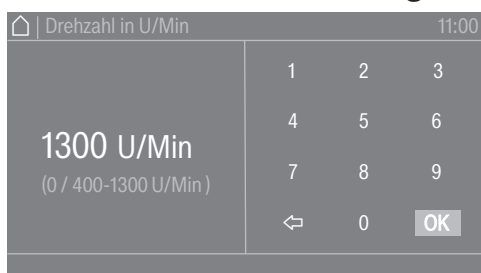 Drehzahl in U/Min 11:00
1300 U/Min
(0 / 400-1300 U/Min)
1 2 3
4 5 6
7 8 9
0 OK